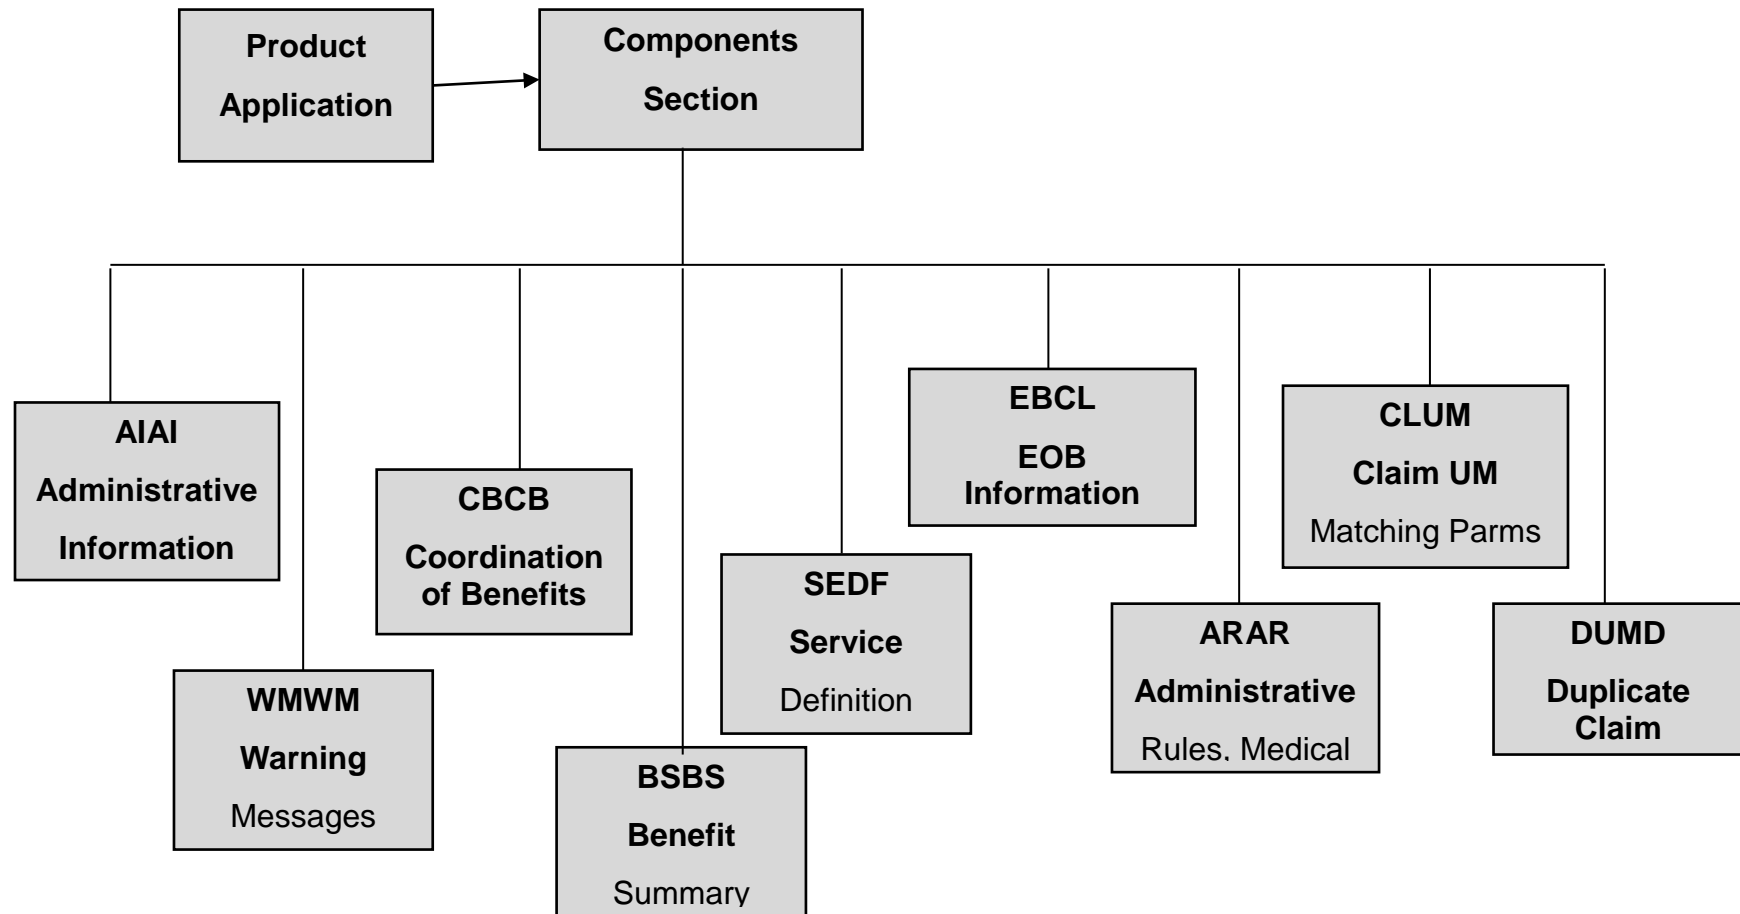 Product
Application
Components
Section
AIAI
Administrative
Information
WMWM
Warning
Messages
CBCB
Coordination
of Benefits
BSBS
Benefit
Summary
SEDF
Service
Definition
EBCL
EOB
Information
ARAR
Administrative
Rules, Medical
CLUM
Claim UM
Matching Parms
DUMD
Duplicate
Claim